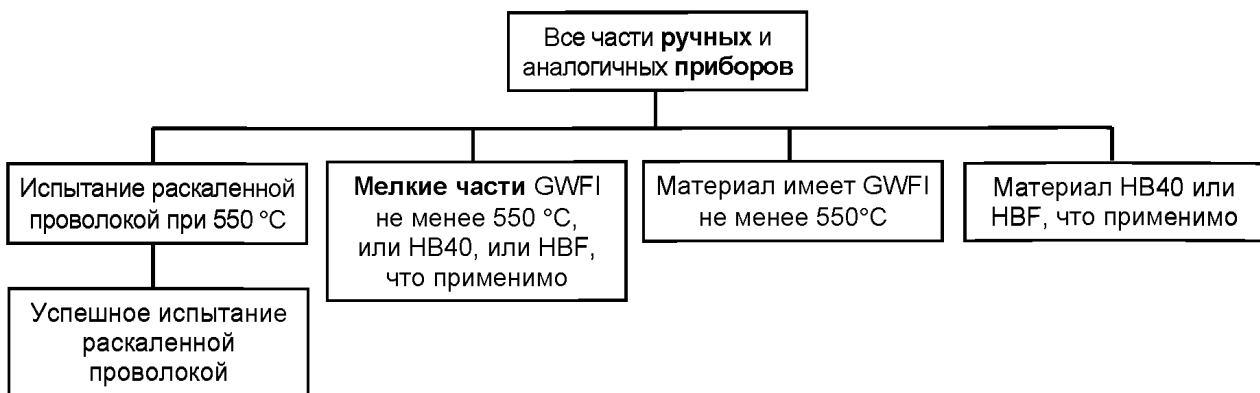 Все части ручных и
аналогичных приборов
Испытание раскаленной
проволокой при 550 °С
Мелкие части GWFI
не менее 550 °С,
или HB40, или HBF,
что применимо
Материал имеет GWFI
не менее 550°С
Материал HB40 или
HBF, что применимо
Успешное испытание
раскаленной
проволокой